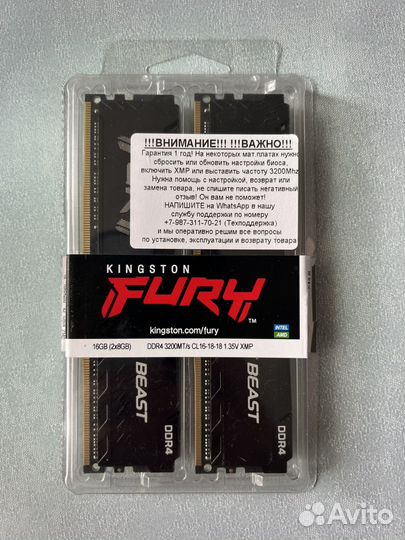 !!!ВНИМАНИЕ!!! !!!ВАЖНО!!!
Гарантия 1 год! На некоторых мат.платах нужно
сбросить или обновить настройки биоса,
включить XMP или выставить частоту 3200Mhz
Нужна помощь с настройкой, возврат или
замена товара, не спишите писать негативный
отзыв! Он вам не поможет!
НАПИШИТЕ на WhatsApp в нашу
службу поддержки по номеру
+7-987-311-70-21 (Техподдержка)
и мы оперативно решим все вопросы
по установке, эксплуатации и возврату товара
KINGSTON
FURY™
kingston.com/fury
INTEL
AMD
16GB (2x8GB) DDR4 3200MT/s CL16-18-18 1.35V XMP
BEAST
DDR4
BEAST
DDR4
Avito